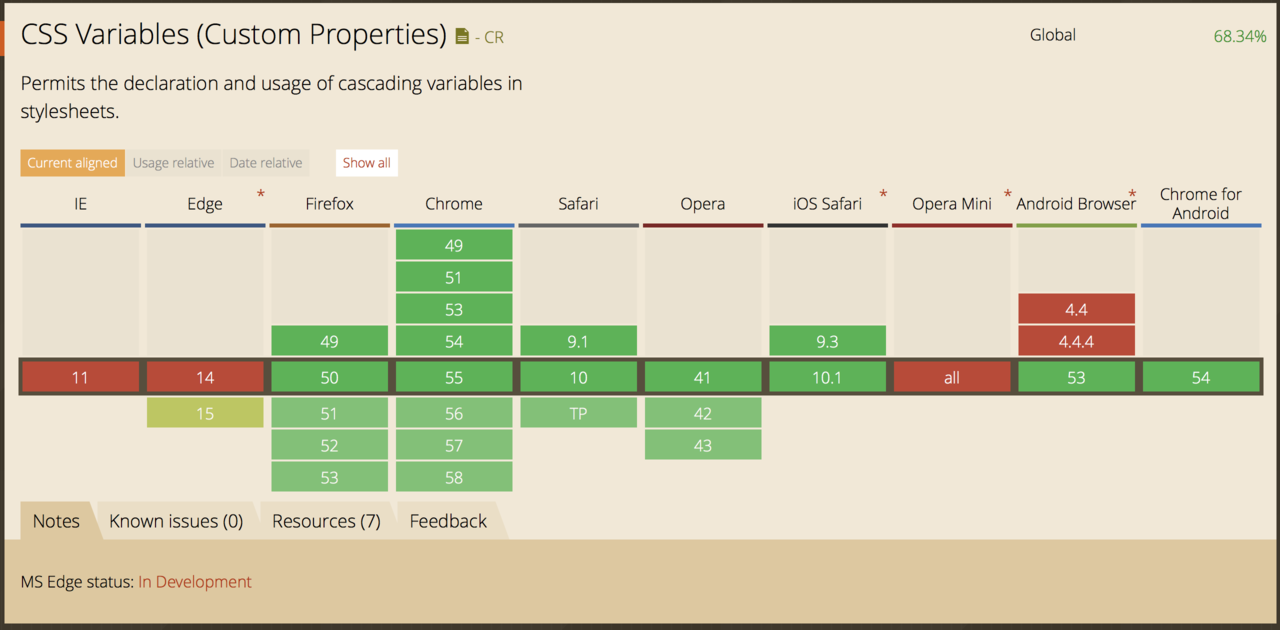 CSS Variables (Custom Properties) - CR Global 68.34%
Permits the declaration and usage of cascading variables in
stylesheets.
Current aligned Usage relative Date relative Show all
IE Edge * Firefox Chrome Safari Opera iOS Safari * Opera Mini * Android Browser * Chrome for
Android
49
51
53 4.4
49 54 9.1 9.3 4.4.4
11 14 50 55 10 41 10.1 all 53 54
15 51 56 TP 42
52 57 43
53 58
Notes Known issues (0) Resources (7) Feedback
MS Edge status: In Development